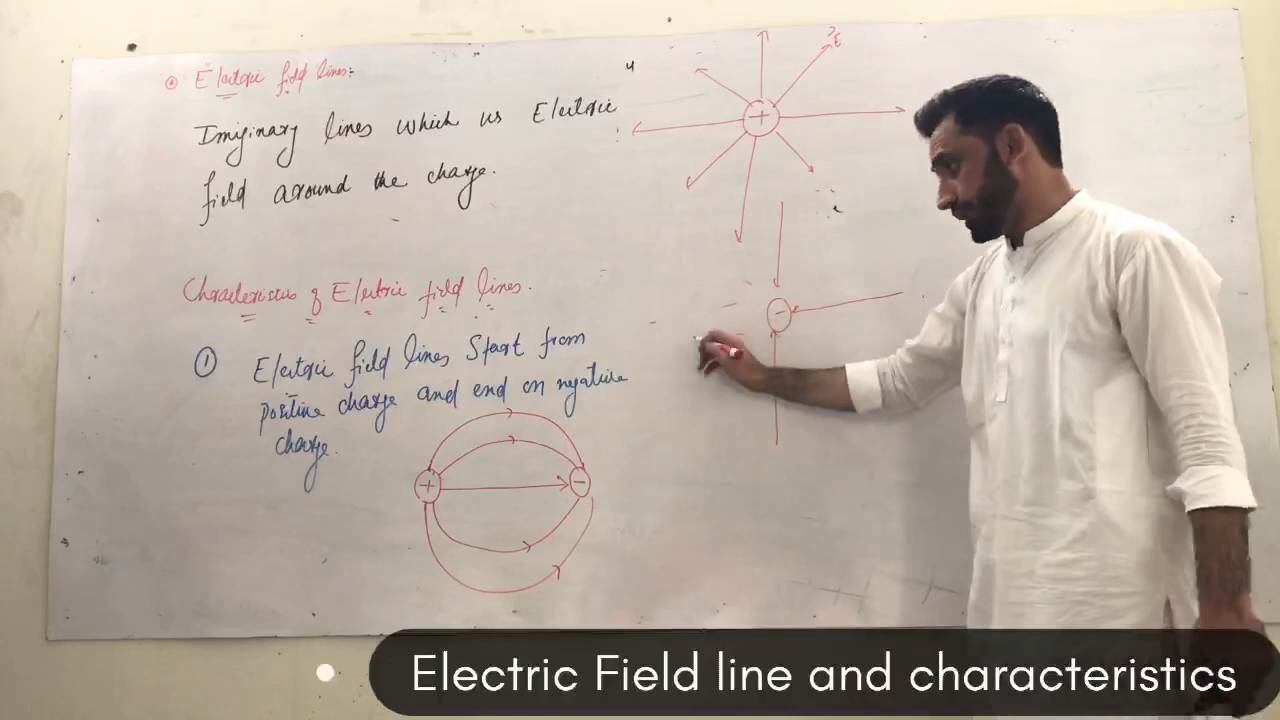 Electric field lines:
Imiginary lines which us Electric
field around the charge.
Characteristics of Electric field lines.
1 Electric field lines Start from
positive charge and end on negative
charge.
+
-
E
+
-
Electric Field line and characteristics